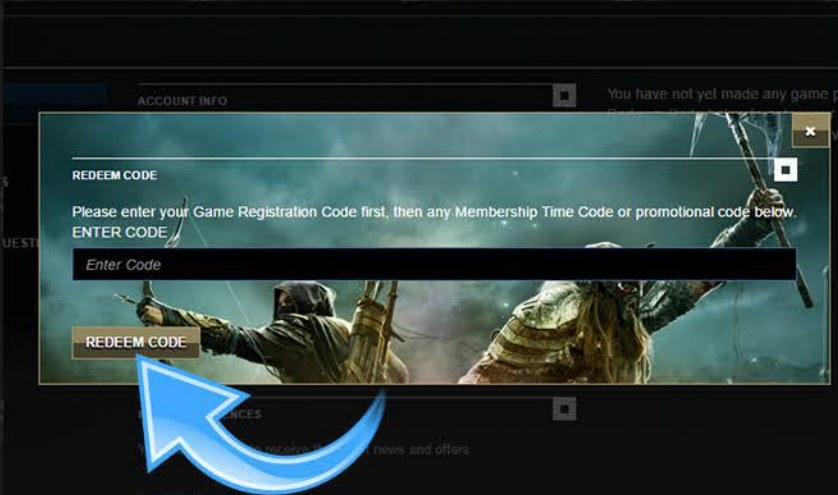 ACCOUNT INFO
You have not yet made any game p
REDEEM CODE
Please enter your Game Registration Code first, then any Membership Time Code or promotional code below.
ENTER CODE
Enter Code
REDEEM CODE
UESTI
ENCES
news and offers